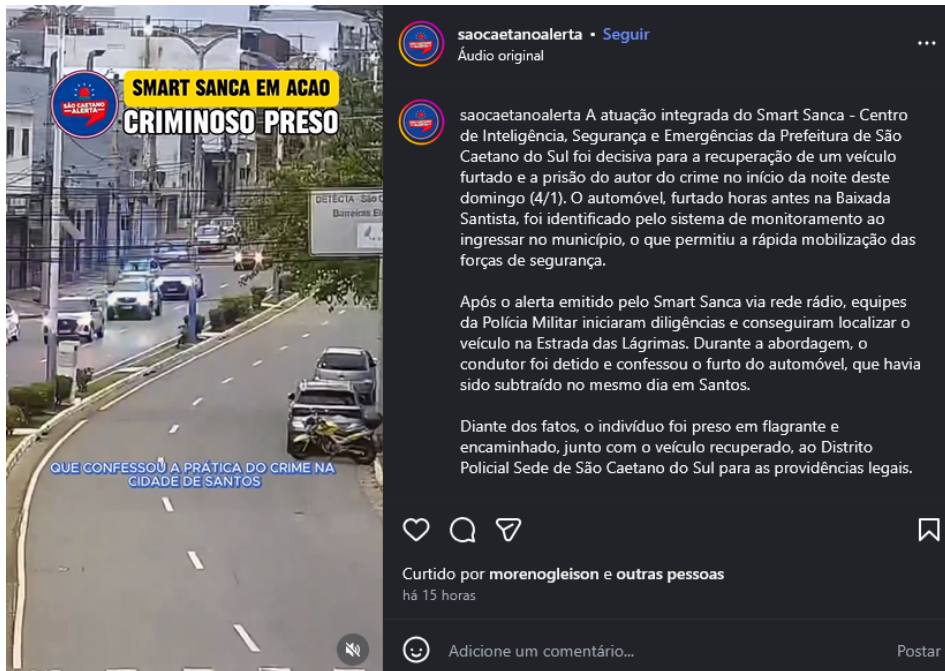 SMART SANCA EM ACAO
SÃO CAETANO
ALERTA
CRIMINOSO PRESO
DETECTA - São C
Barreiras El
QUE CONFESSOU A PRÁTICA DO CRIME NA
CIDADE DE SANTOS
saocaetanoalerta • Seguir
Áudio original
saocaetanoalerta A atuação integrada do Smart Sanca - Centro
de Inteligência, Segurança e Emergências da Prefeitura de São
Caetano do Sul foi decisiva para a recuperação de um veículo
furtado e a prisão do autor do crime no início da noite deste
domingo (4/1). O automóvel, furtado horas antes na Baixada
Santista, foi identificado pelo sistema de monitoramento ao
ingressar no município, o que permitiu a rápida mobilização das
forças de segurança.
Após o alerta emitido pelo Smart Sanca via rede rádio, equipes
da Polícia Militar iniciaram diligências e conseguiram localizar o
veículo na Estrada das Lágrimas. Durante a abordagem, o
condutor foi detido e confessou o furto do automóvel, que havia
sido subtraído no mesmo dia em Santos.
Diante dos fatos, o indivíduo foi preso em flagrante e
encaminhado, junto com o veículo recuperado, ao Distrito
Policial Sede de São Caetano do Sul para as providências legais.
Curtido por morenogleison e outras pessoas
há 15 horas
Adicione um comentário...
Postar